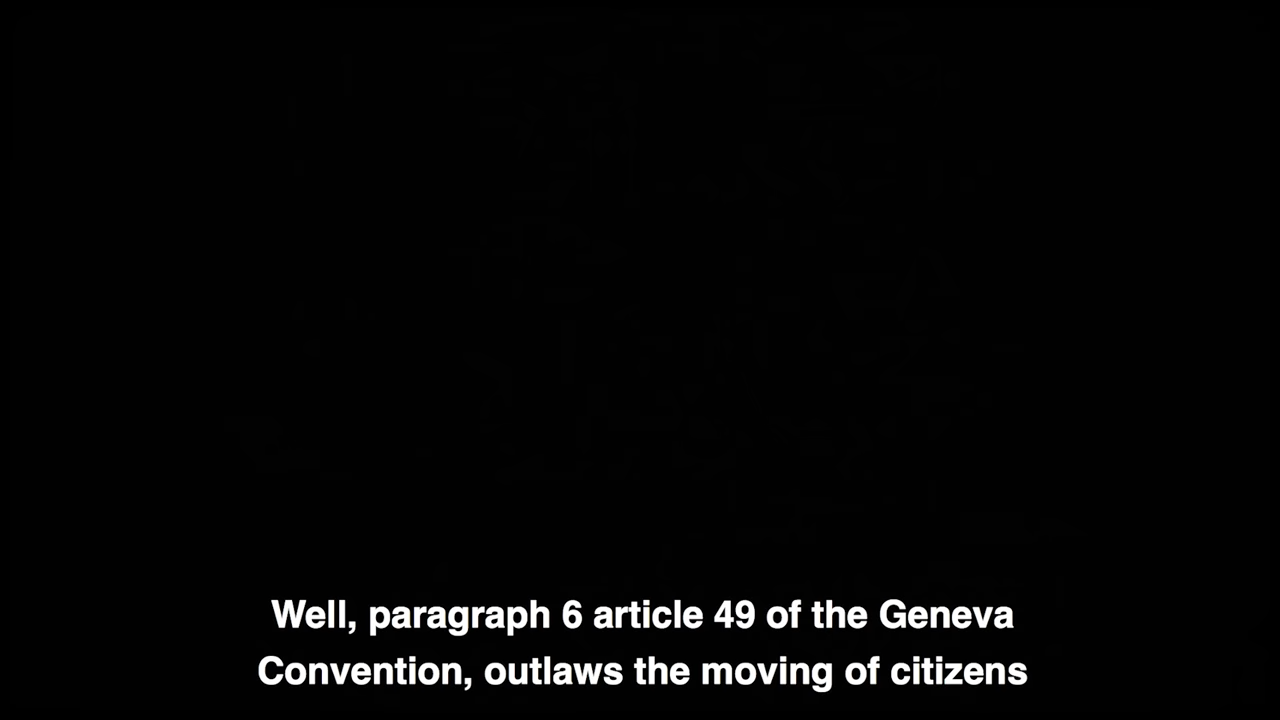 Well, paragraph 6 article 49 of the Geneva
Convention, outlaws the moving of citizens